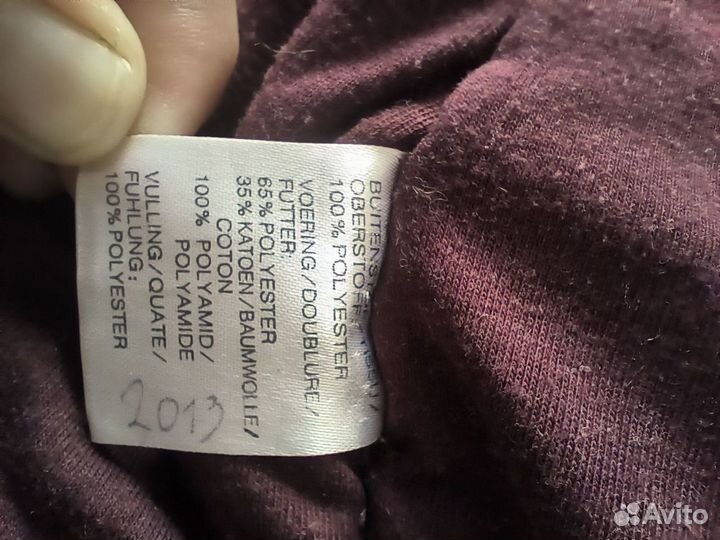 OBERSTOFF
100% POLYESTER
VOERING/DOUBLURE/
FUTTER:
65% POLYESTER
35% KATOEN/BAUMWOLLE/
COTON
100% POLYAMID/
POLYAMIDE
VULLING/QUATE/
FUHLUNG:
100% POLYESTER
2013
Avito